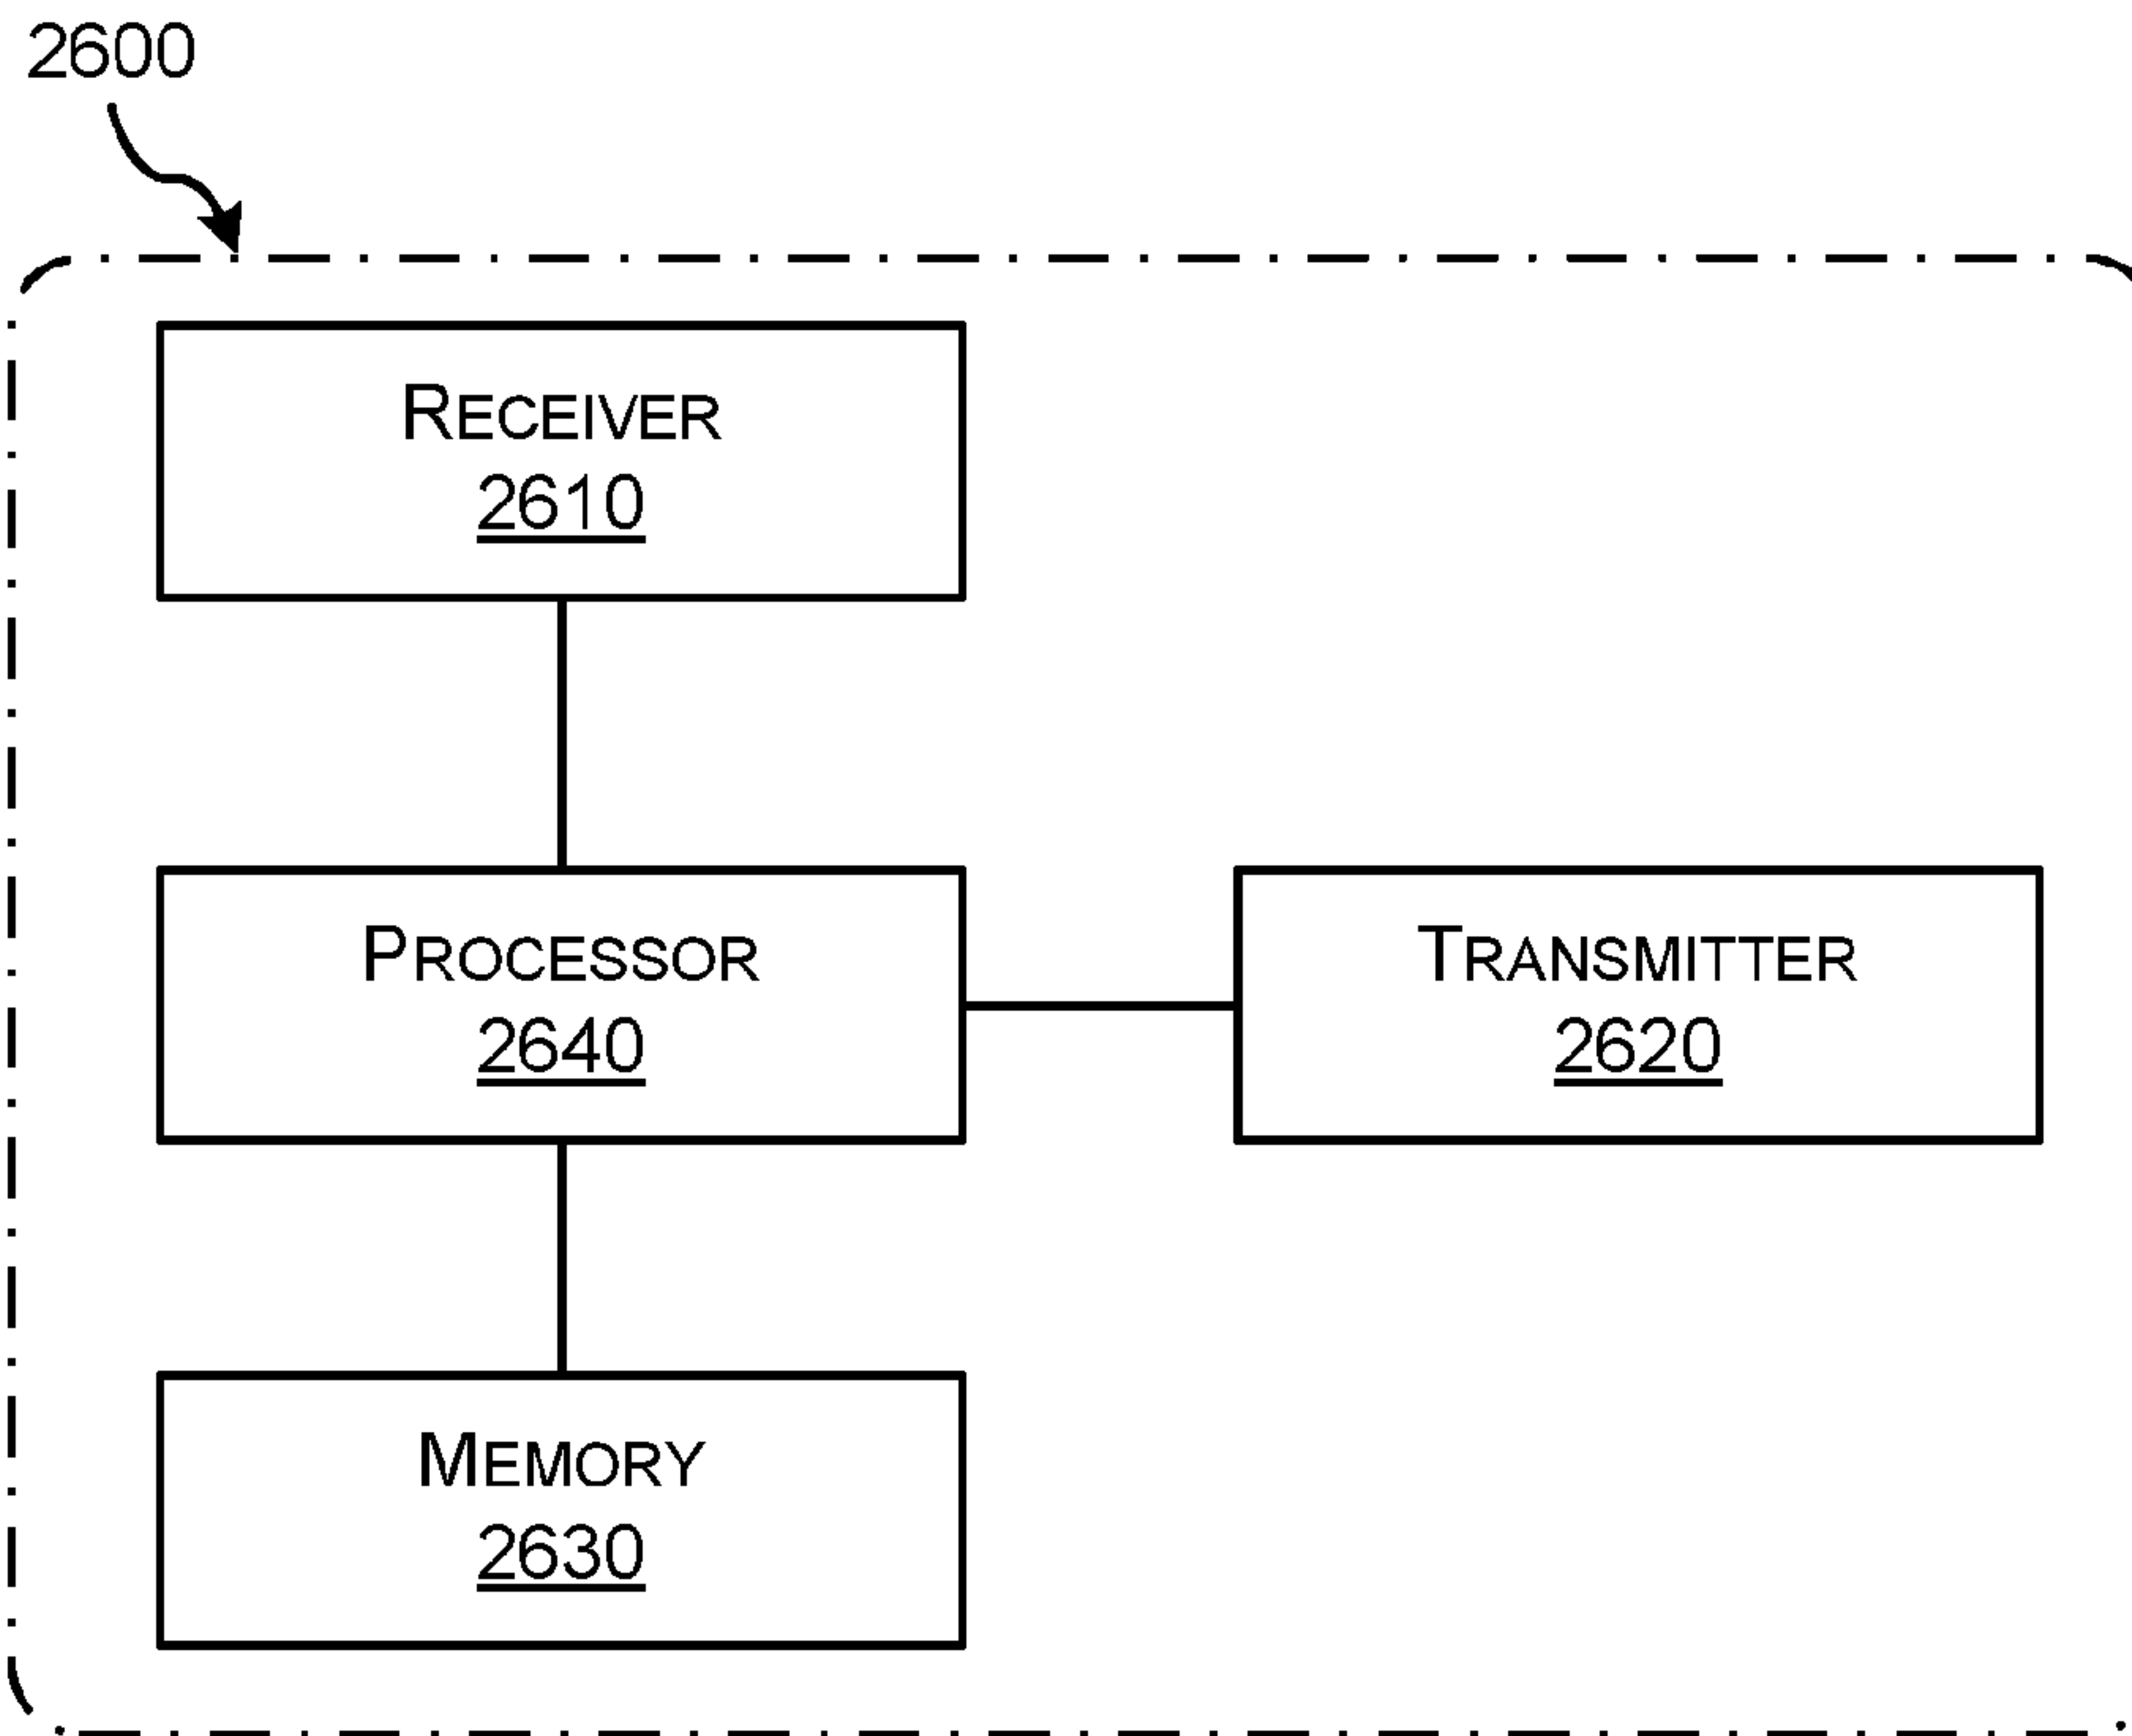 2600
RECEIVER
2610
PROCESSOR
2640
TRANSMITTER
2620
MEMORY
2630